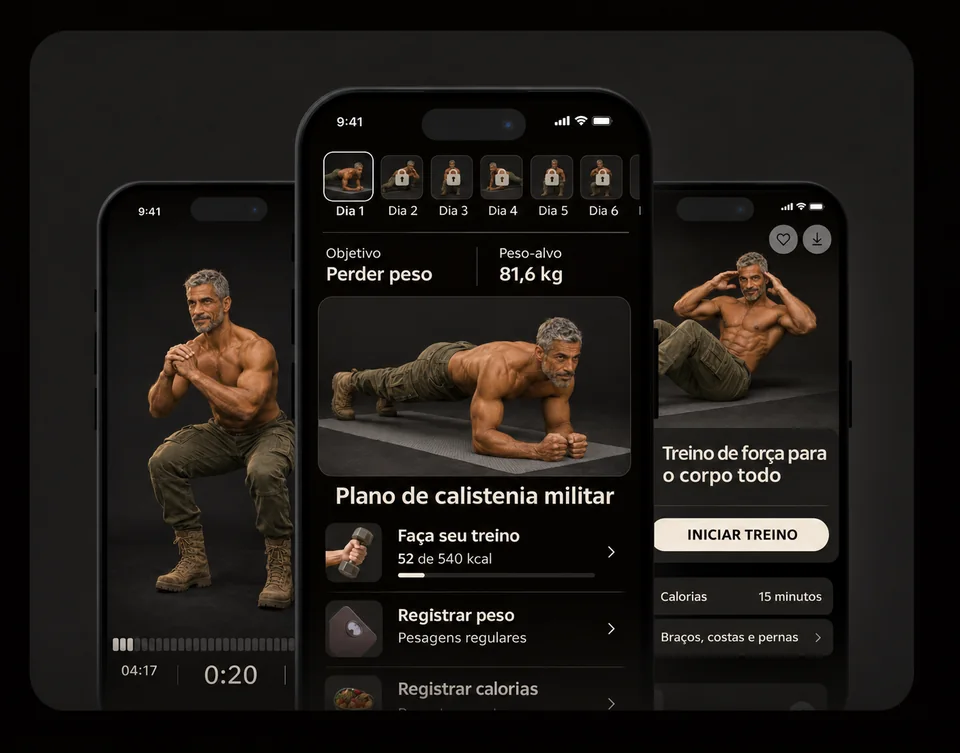 9:41
04:17
0:20
9:41
Dia 1
Dia 2
Dia 3
Dia 4
Dia 5
Dia 6
Objetivo
Perder peso
Peso-alvo
81,6 kg
Plano de calistenia militar
Faça seu treino
52 de 540 kcal
Registrar peso
Pesagens regulares
Registrar calorias
Treino de força para
o corpo todo
INICIAR TREINO
Calorias
15 minutos
Braços, costas e pernas